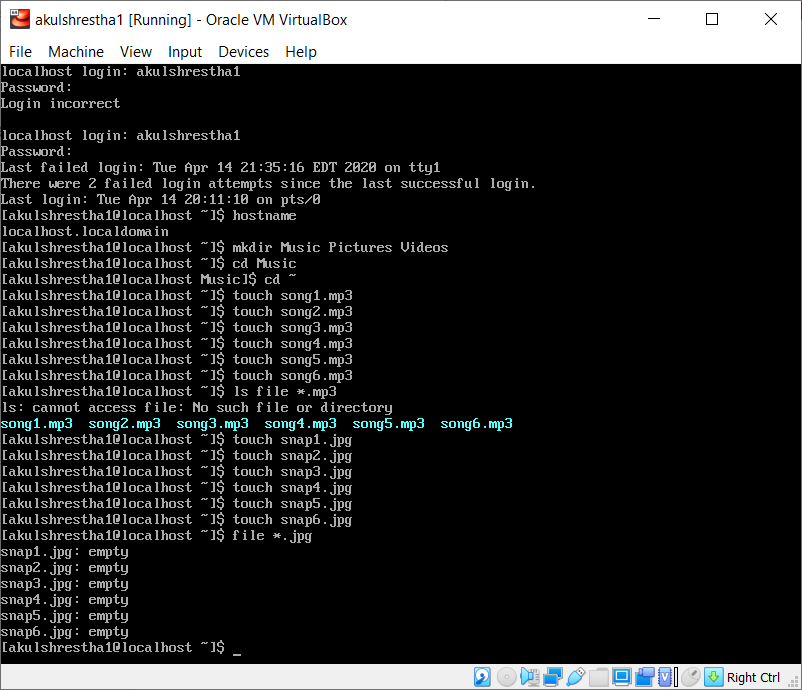 akulshrestha1 [Running] - Oracle VM VirtualBox
File Machine View Input Devices Help
localhost login: akulshrestha1
Password:
Login incorrect
localhost login: akulshrestha1
Password:
Last failed login: Tue Apr 14 21:35:16 EDT 2020 on tty1
There were 2 failed login attempts since the last successful login.
Last login: Tue Apr 14 20:11:10 on pts/0
[akulshrestha1@localhost ~]$ hostname
localhost.localdomain
[akulshrestha1@localhost ~]$ mkdir Music Pictures Videos
[akulshrestha1@localhost ~]$ cd Music
[akulshrestha1@localhost Music]$ cd ~
[akulshrestha1@localhost ~]$ touch song1.mp3
[akulshrestha1@localhost ~]$ touch song2.mp3
[akulshrestha1@localhost ~]$ touch song3.mp3
[akulshrestha1@localhost ~]$ touch song4.mp3
[akulshrestha1@localhost ~]$ touch song5.mp3
[akulshrestha1@localhost ~]$ touch song6.mp3
[akulshrestha1@localhost ~]$ ls file *.mp3
ls: cannot access file: No such file or directory
song1.mp3 song2.mp3 song3.mp3 song4.mp3 song5.mp3 song6.mp3
[akulshrestha1@localhost ~]$ touch snap1.jpg
[akulshrestha1@localhost ~]$ touch snap2.jpg
[akulshrestha1@localhost ~]$ touch snap3.jpg
[akulshrestha1@localhost ~]$ touch snap4.jpg
[akulshrestha1@localhost ~]$ touch snap5.jpg
[akulshrestha1@localhost ~]$ touch snap6.jpg
[akulshrestha1@localhost ~]$ file *.jpg
snap1.jpg: empty
snap2.jpg: empty
snap3.jpg: empty
snap4.jpg: empty
snap5.jpg: empty
snap6.jpg: empty
[akulshrestha1@localhost ~]$ _
Right Ctrl